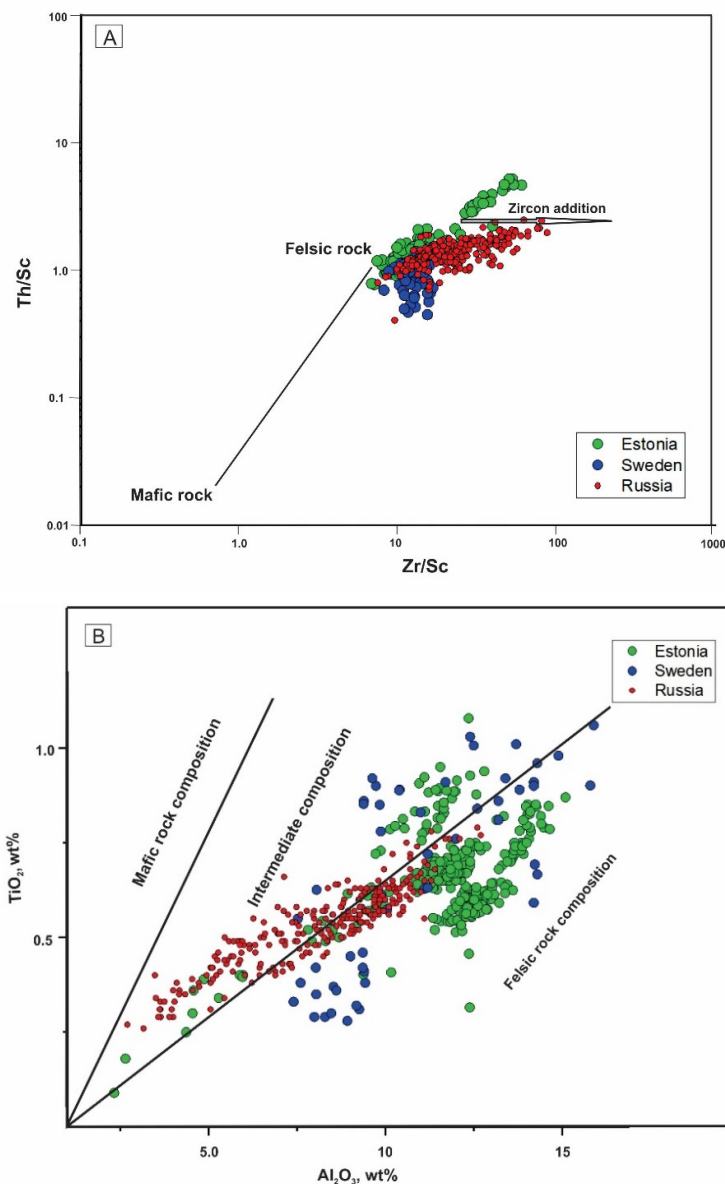 A
100
10
1.0
0.1
0.01
Th/Sc
Zircon addition
Felsic rock
Mafic rock
Estonia
Sweden
Russia
0.1
1.0
10
100
1000
Zr/Sc
B
Estonia
Sweden
Russia
1.0
0.5
TiO₂, wt%
Mafic rock composition
Intermediate composition
Felsic rock composition
5.0
10
15
Al₂O₃, wt%